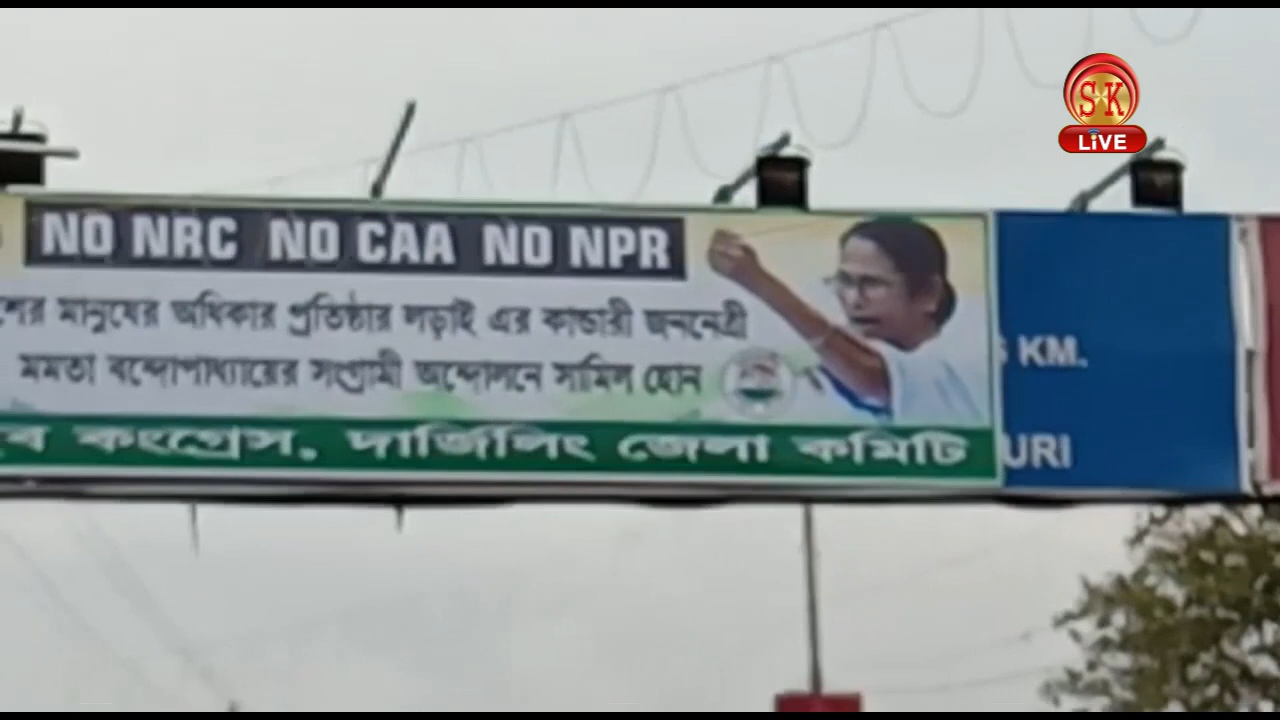 SK
LiVE
NO NRC NO CAA NO NPR
মানুষের অধিকার প্রতিষ্ঠার লড়াই এর কান্ডারী জননেত্রী
মমতা বন্দোপাধ্যায়ের সংগ্রামী আন্দোলনে সামিল হোন
কংগ্রেস, দার্জিলিং জেলা কমিটি
KM.
URI